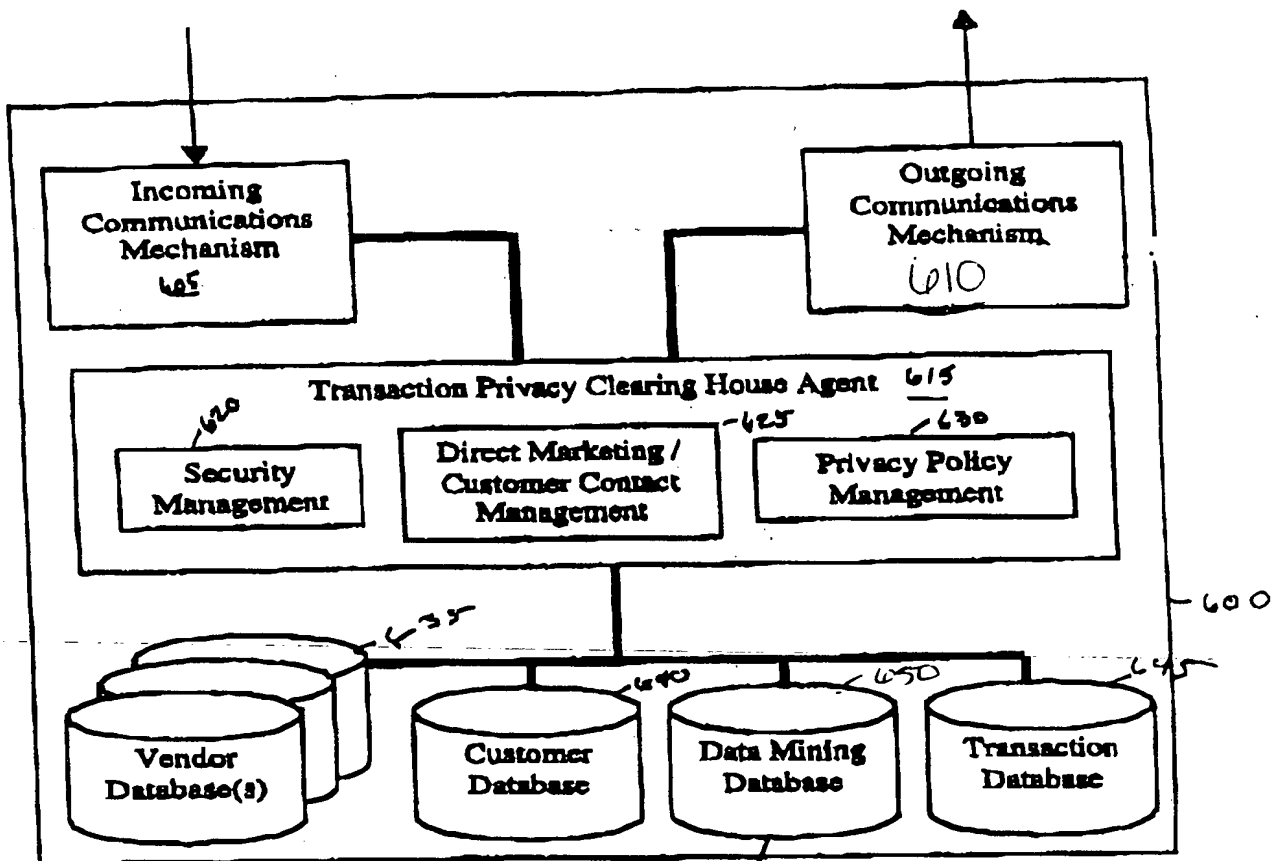 Incoming
Communications
Mechanism
605
Outgoing
Communications
Mechanism
610
Transaction Privacy Clearing House Agent 615
620
Security
Management
625
Direct Marketing /
Customer Contact
Management
630
Privacy Policy
Management
600
635
Vendor
Database(s)
640
Customer
Database
650
Data Mining
Database
645
Transaction
Database